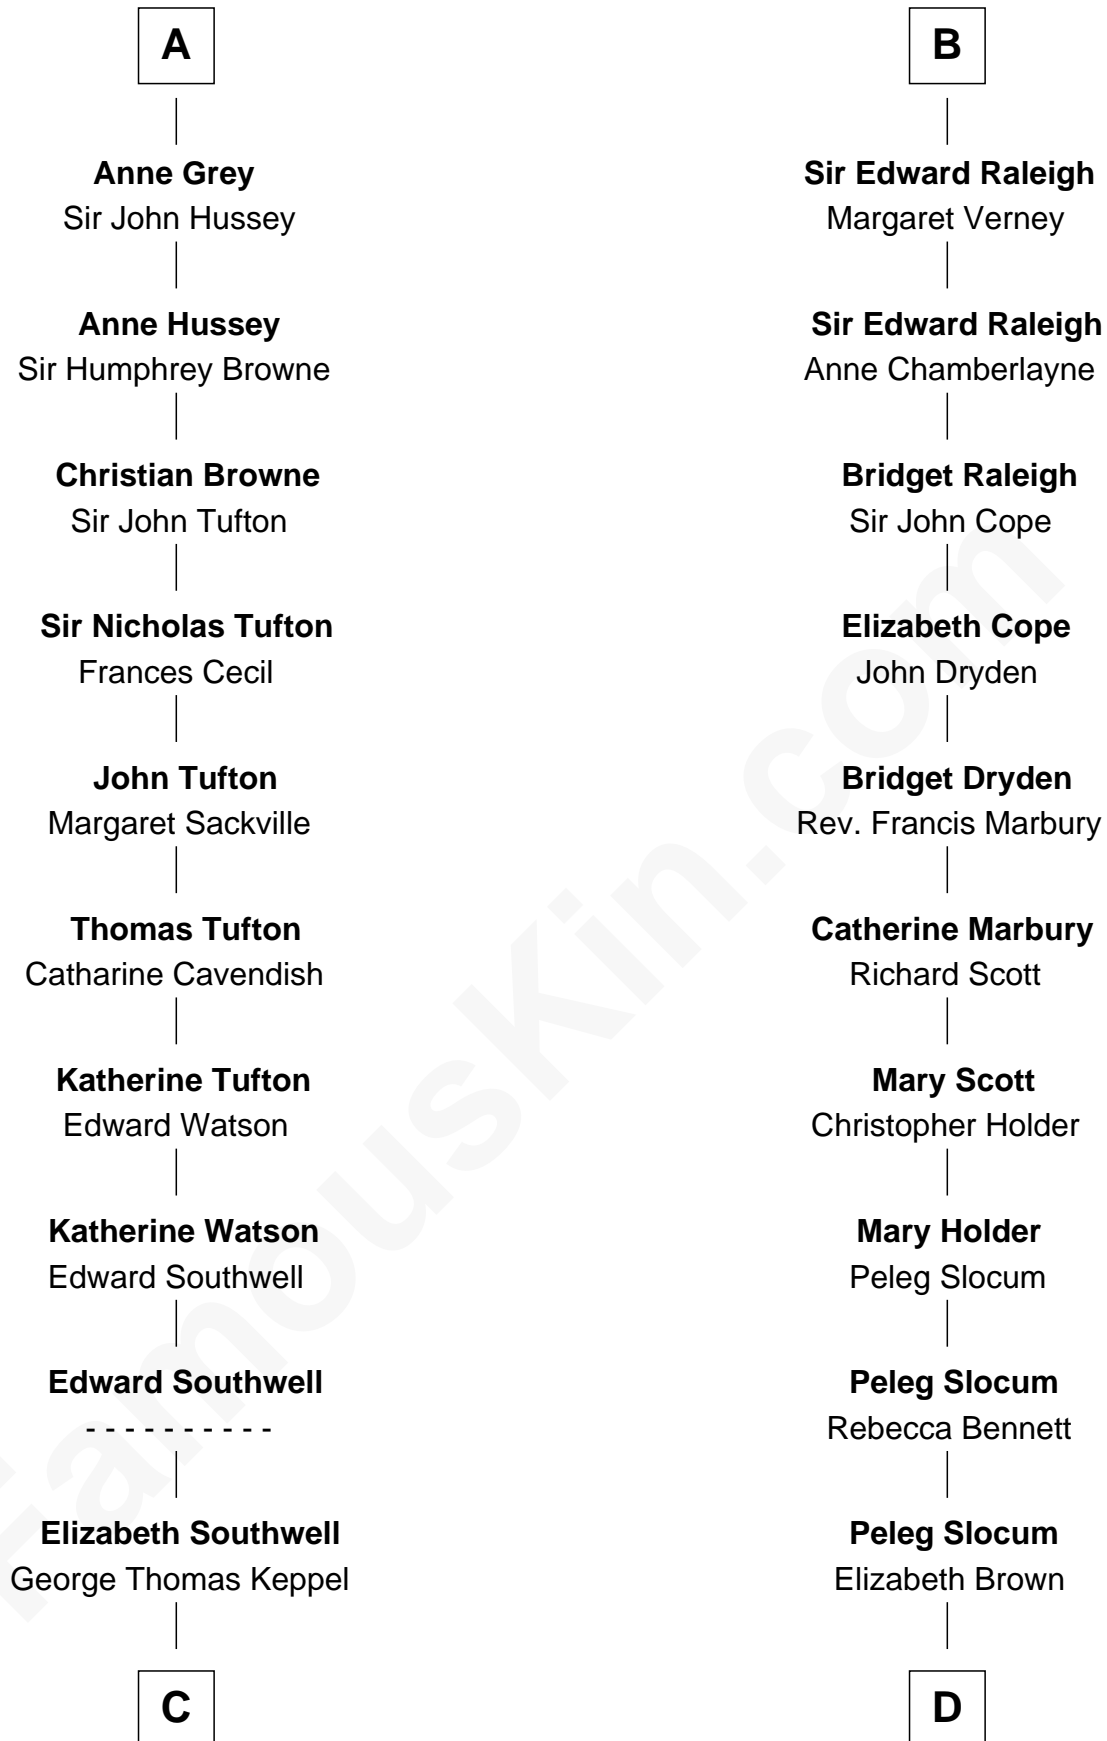 A
Anne Grey
Sir John Hussey
Anne Hussey
Sir Humphrey Browne
Christian Browne
Sir John Tufton
Sir Nicholas Tufton
Frances Cecil
John Tufton
Margaret Sackville
Thomas Tufton
Catharine Cavendish
Katherine Tufton
Edward Watson
Katherine Watson
Edward Southwell
Edward Southwell
- - - - - - - - - -
Elizabeth Southwell
George Thomas Keppel
C
B
Sir Edward Raleigh
Margaret Verney
Sir Edward Raleigh
Anne Chamberlayne
Bridget Raleigh
Sir John Cope
Elizabeth Cope
John Dryden
Bridget Dryden
Rev. Francis Marbury
Catherine Marbury
Richard Scott
Mary Scott
Christopher Holder
Mary Holder
Peleg Slocum
Peleg Slocum
Rebecca Bennett
Peleg Slocum
Elizabeth Brown
D
FamousKin.com